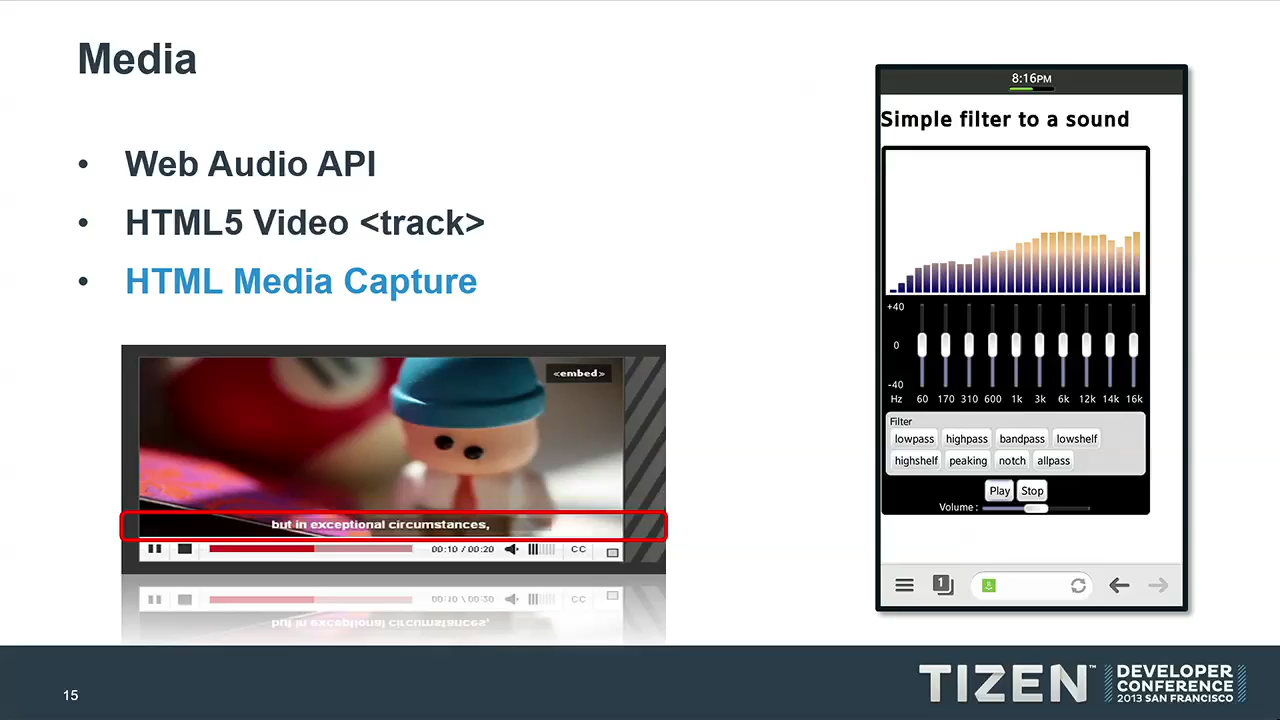 Media
• Web Audio API
• HTML5 Video <track>
• HTML Media Capture
<embed>
but in exceptional circumstances,
00:10 / 00:20
CC
8:16PM
Simple filter to a sound
+40
0
-40
Hz 60 170 310 600 1k 3k 6k 12k 14k 16k
Filter
lowpass highpass bandpass lowshelf
highshelf peaking notch allpass
Play Stop
Volume :
1
15
TIZEN™ DEVELOPER
CONFERENCE
2013 SAN FRANCISCO